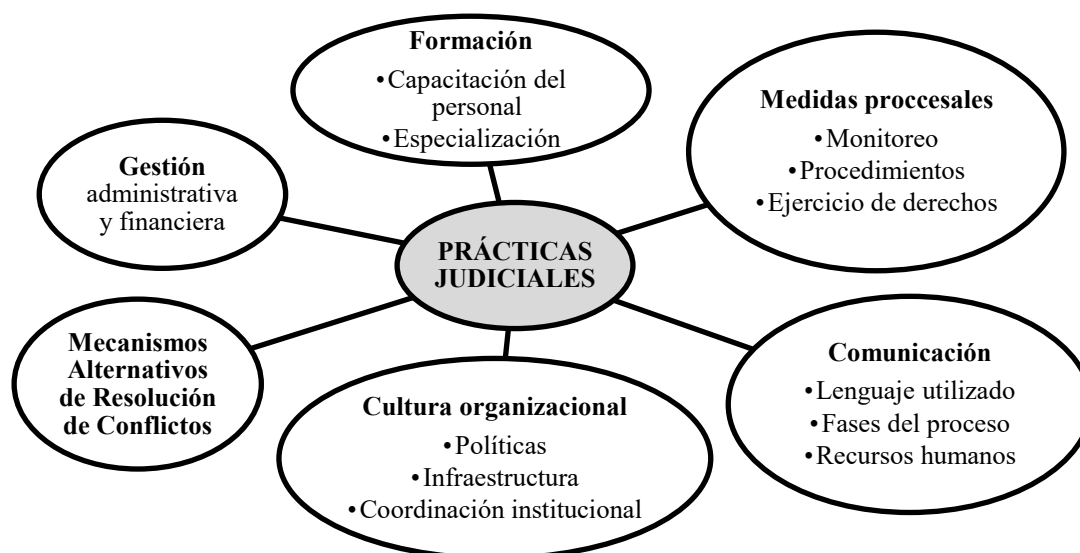 Formación
•Capacitación del
personal
•Especialización
Medidas proccesales
•Monitoreo
•Procedimientos
•Ejercicio de derechos
Gestión
administrativa
y financiera
PRÁCTICAS
JUDICIALES
Mecanismos
Alternativos
de Resolución
de Conflictos
Cultura organizacional
•Políticas
•Infraestructura
•Coordinación institucional
Comunicación
•Lenguaje utilizado
•Fases del proceso
•Recursos humanos